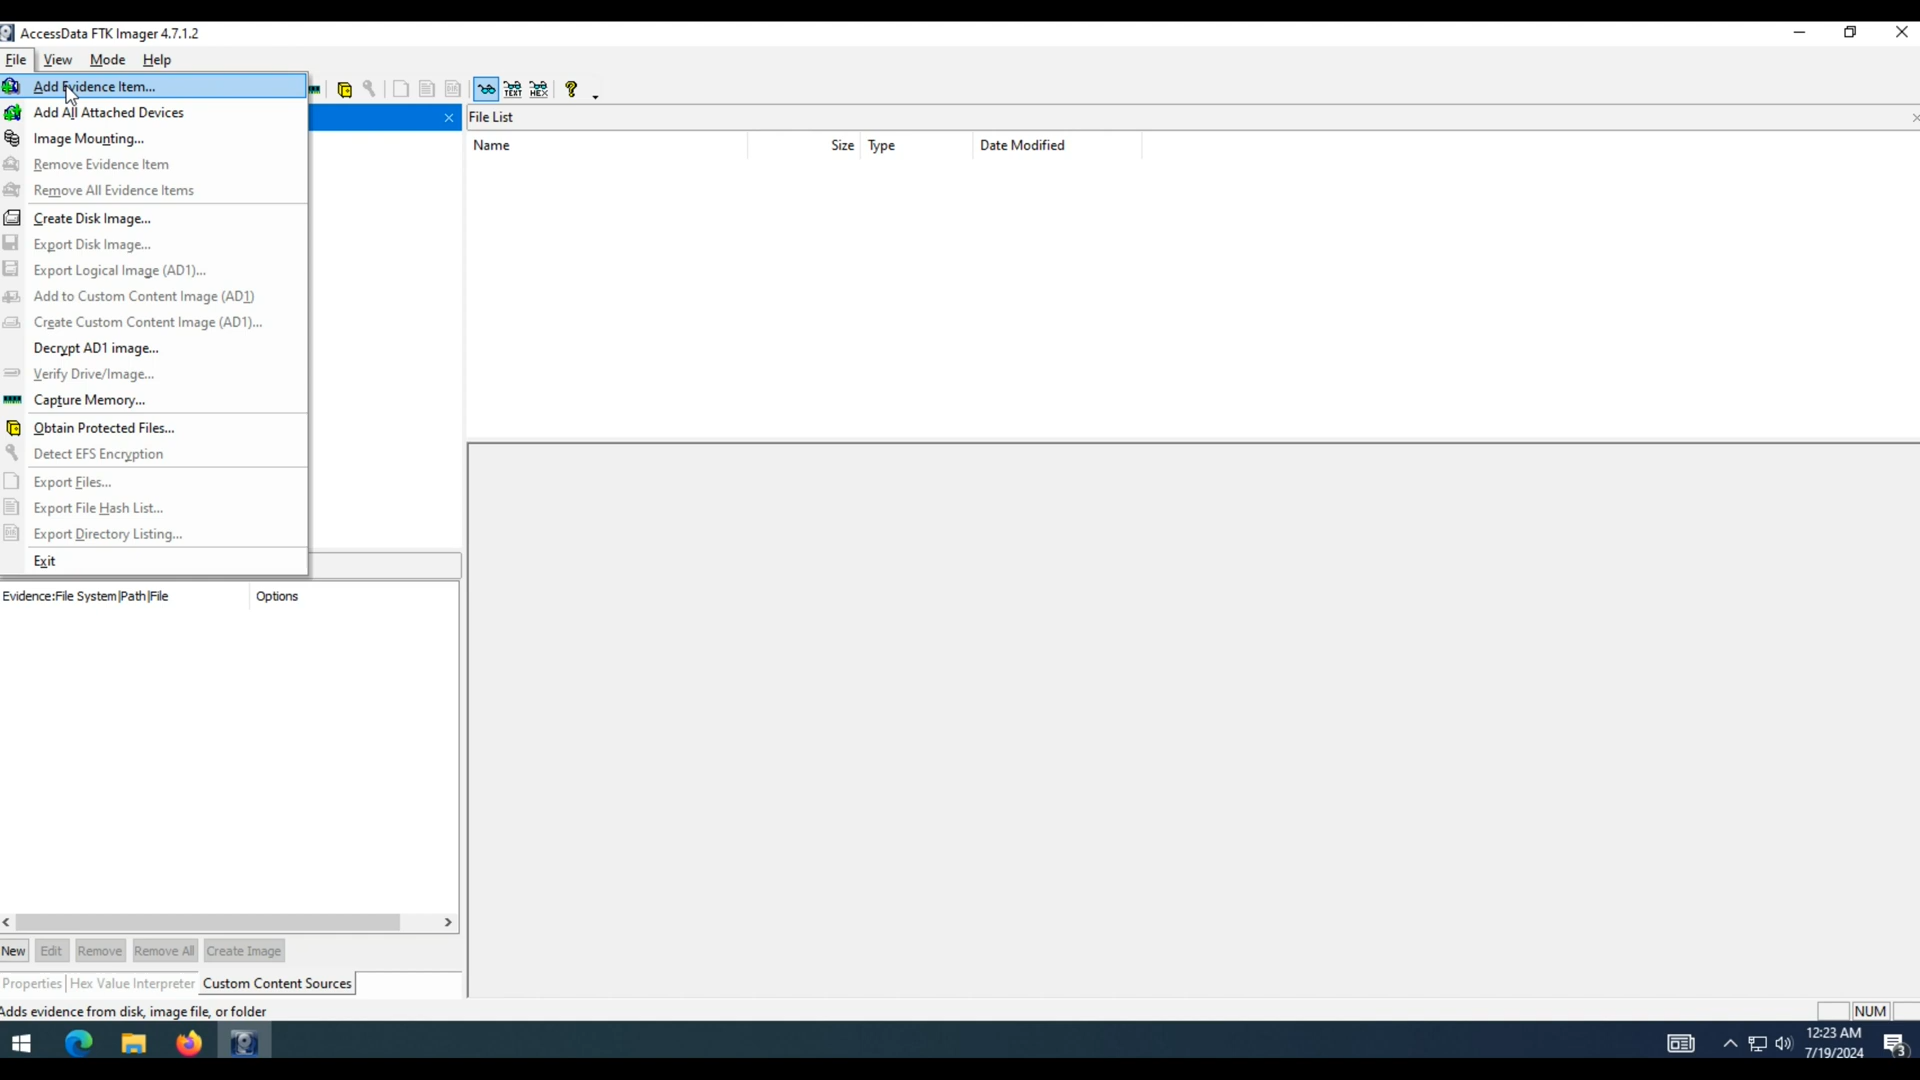 AccessData FTK Imager 4.7.1.2
File View Mode Help
Add Evidence Item...
Add All Attached Devices
Image Mounting...
Remove Evidence Item
Remove All Evidence Items
Create Disk Image...
Export Disk Image...
Export Logical Image (AD1)...
Add to Custom Content Image (AD1)
Create Custom Content Image (AD1)...
Decrypt AD1 image...
Verify Drive/Image...
Capture Memory...
Obtain Protected Files...
Detect EFS Encryption
Export Files...
Export File Hash List...
Export Directory Listing...
Exit
TEXT HEX
File List
Name Size Type Date Modified
Evidence:File System|Path|File Options
New Edit Remove Remove All Create Image
Properties Hex Value Interpreter Custom Content Sources
Adds evidence from disk, image file, or folder
NUM
12:23 AM
7/19/2024
3